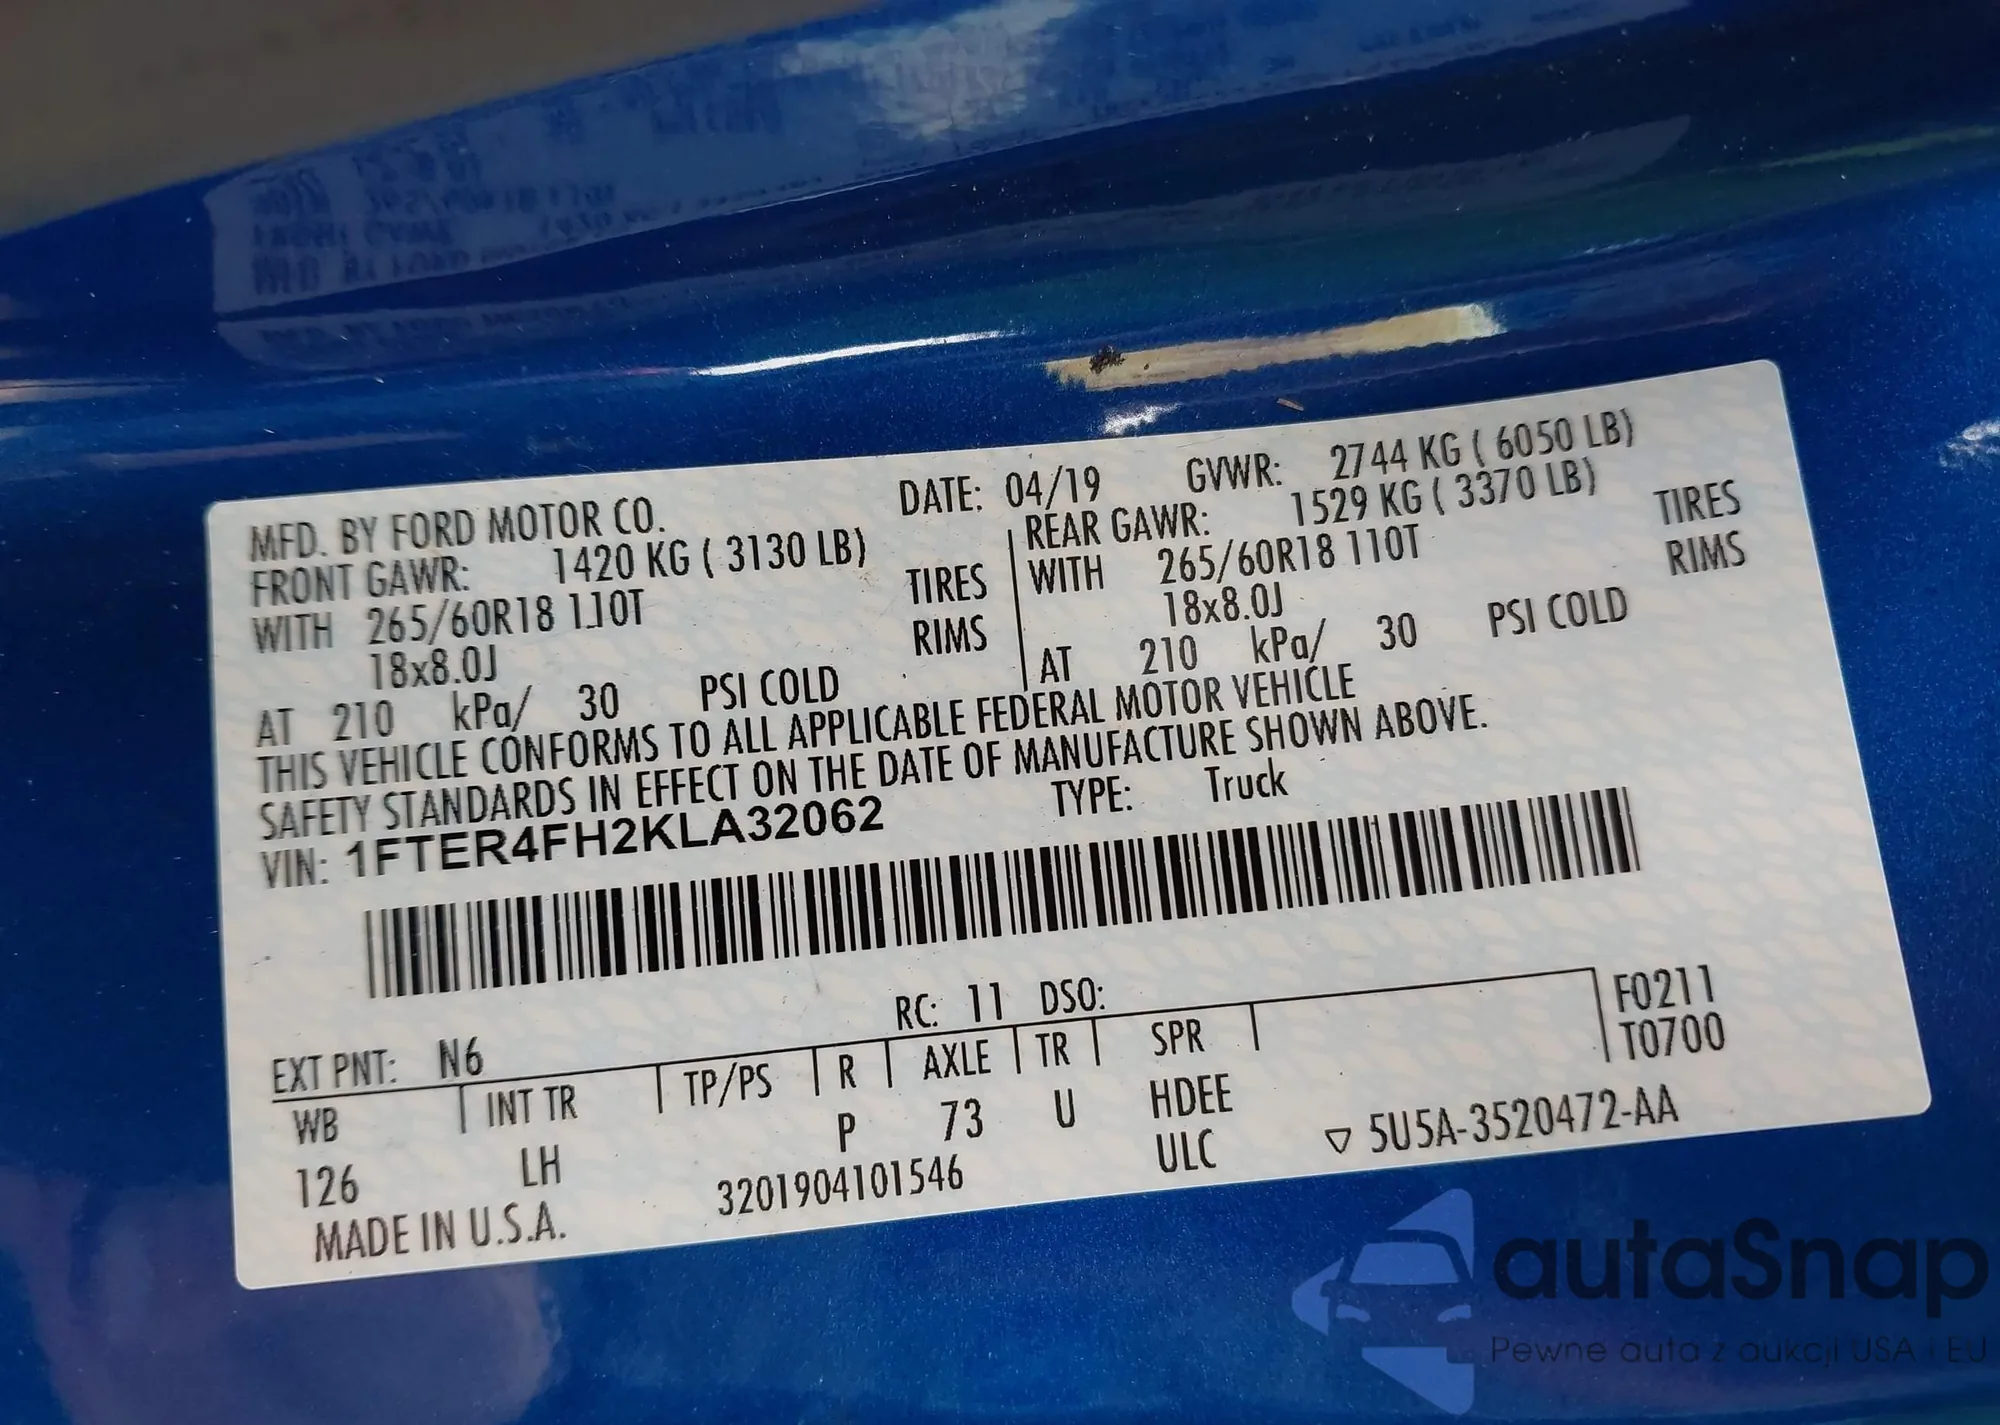 MFD. BY FORD MOTOR CO. DATE: 04/19 GVWR: 2744 KG ( 6050 LB)
FRONT GAWR: 1420 KG ( 3130 LB) REAR GAWR: 1529 KG ( 3370 LB)
WITH 265/60R18 110T TIRES WITH 265/60R18 110T TIRES
18x8.0J RIMS 18x8.0J RIMS
AT 210 kPa/ 30 PSI COLD AT 210 kPa/ 30 PSI COLD
THIS VEHICLE CONFORMS TO ALL APPLICABLE FEDERAL MOTOR VEHICLE
SAFETY STANDARDS IN EFFECT ON THE DATE OF MANUFACTURE SHOWN ABOVE.
VIN: 1FTER4FH2KLA32062 TYPE: Truck
EXT PNT: N6 RC: 11 DSO: F0211
WB INT TR TP/PS R AXLE TR SPR T0700
126 LH P 73 U HDEE
ULC ▽ 5U5A-3520472-AA
MADE IN U.S.A. 3201904101546
autaSnap
Pewne auta z aukcji USA i EU